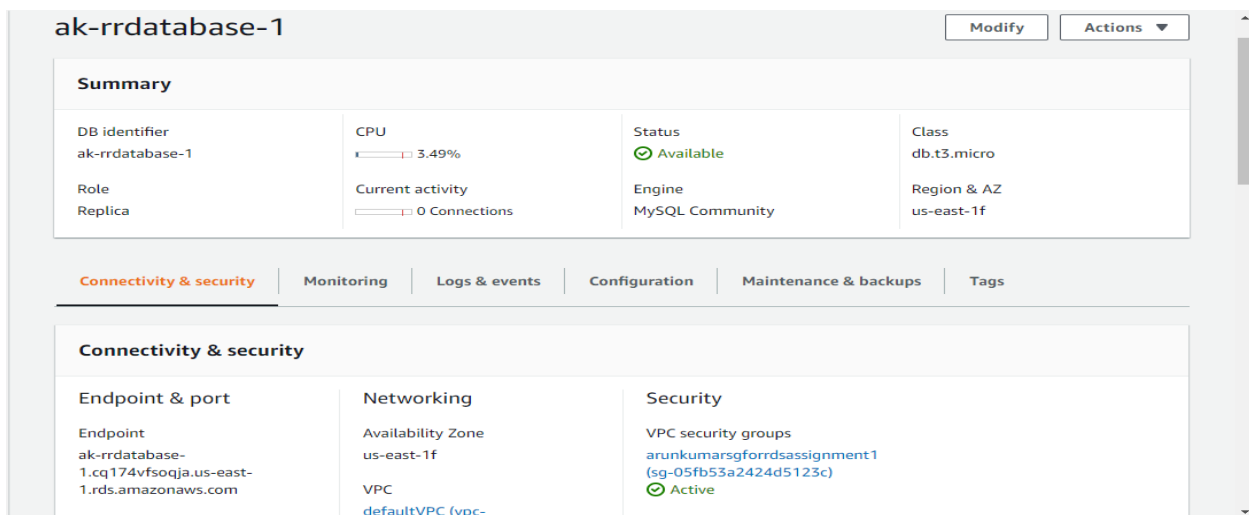 ak-rrdatabase-1
Modify
Actions
Summary
DB identifier
ak-rrdatabase-1
CPU
3.49%
Status
Available
Class
db.t3.micro
Role
Replica
Current activity
0 Connections
Engine
MySQL Community
Region & AZ
us-east-1f
Connectivity & security
Monitoring
Logs & events
Configuration
Maintenance & backups
Tags
Connectivity & security
Endpoint & port
Endpoint
ak-rrdatabase-
1.cq174vfsoqja.us-east-
1.rds.amazonaws.com
Networking
Availability Zone
us-east-1f
VPC
defaultVPC (vpc-
Security
VPC security groups
arunkumarsgforrdsassignment1
(sg-05fb53a2424d5123c)
Active